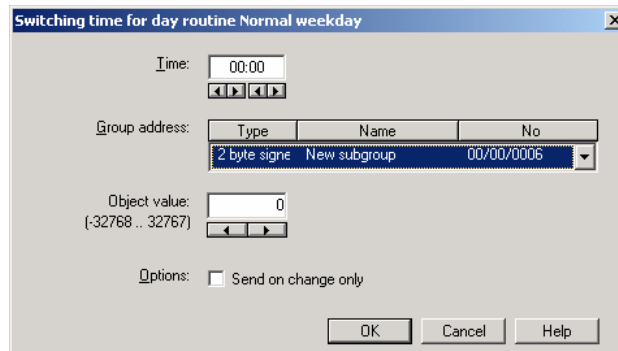 Switching time for day routine Normal weekday
Time: 00:00
Group address: Type Name No
2 byte signe New subgroup 00/00/0006
Object value: 0
(-32768 .. 32767)
Options: Send on change only
OK Cancel Help